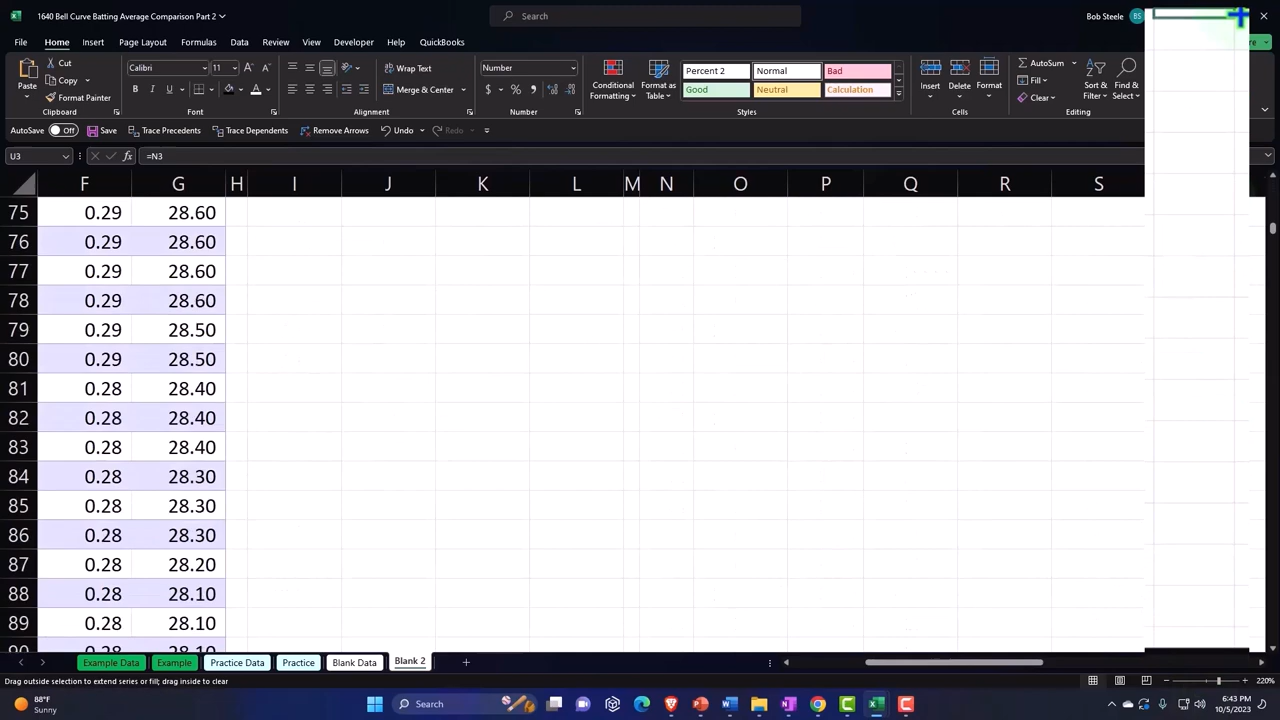 1640 Bell Curve Batting Average Comparison Part 2
Search
Bob Steele BS
File Home Insert Page Layout Formulas Data Review View Developer Help QuickBooks
Paste Cut Copy Format Painter
Clipboard
Calibri 11 A A
B I U A
Font
Wrap Text
Merge & Center
Alignment
Number
$ % ,
Number
Conditional Formatting Format as Table
Percent 2 Normal Bad
Good Neutral Calculation
Styles
Insert Delete Format
Cells
AutoSum Fill Clear
Sort & Filter Find & Select
Editing
AutoSave Off Save Trace Precedents Trace Dependents Remove Arrows Undo Redo
U3 fx =N3
F G H I J K L M N O P Q R S
75 0.29 28.60
76 0.29 28.60
77 0.29 28.60
78 0.29 28.60
79 0.29 28.50
80 0.29 28.50
81 0.28 28.40
82 0.28 28.40
83 0.28 28.40
84 0.28 28.30
85 0.28 28.30
86 0.28 28.30
87 0.28 28.20
88 0.28 28.10
89 0.28 28.10
90 0.28 28.10
Example Data Example Practice Data Practice Blank Data Blank 2
Drag outside selection to extend series or fill; drag inside to clear
220%
88°F
Sunny
Search
6:43 PM
10/5/2023